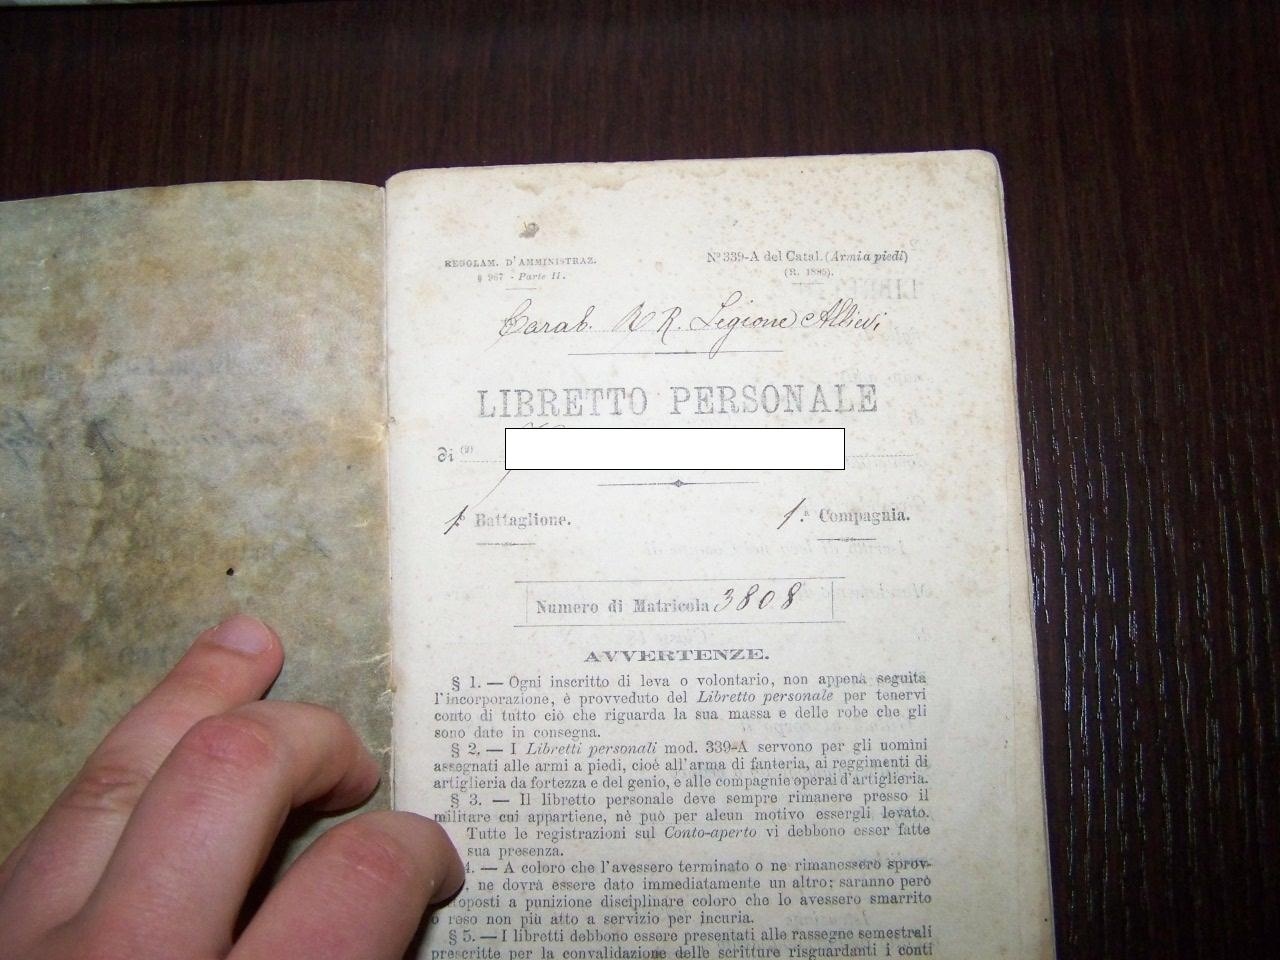 REGOLAM. D'AMMINISTRAZ.
§ 967 - Parte II.
N° 339-A del Catal. (Armi a piedi)
(R. 1885).
Carab. RR. Legione Allievi
LIBRETTO PERSONALE
di (2)
1° Battaglione.
1.ª Compagnia.
Numero di Matricola 3808
AVVERTENZE.
§ 1. — Ogni inscritto di leva o volontario, non appena seguita
l'incorporazione, è provveduto del Libretto personale per tenervi
conto di tutto ciò che riguarda la sua massa e delle robe che gli
sono date in consegna.
§ 2. — I Libretti personali mod. 339-A servono per gli uomini
assegnati alle armi a piedi, cioè all'arma di fanteria, ai reggimenti di
artiglieria da fortezza e del genio, e alle compagnie operai d'artiglieria.
§ 3. — Il libretto personale deve sempre rimanere presso il
militare cui appartiene, nè può per alcun motivo essergli levato.
Tutte le registrazioni sul Conto-aperto vi debbono esser fatte
sua presenza.
4. — A coloro che l'avessero terminato o ne rimanessero sprov-
, ne dovrà essere dato immediatamente un altro; saranno però
toposti a punizione disciplinare coloro che lo avessero smarrito
o reso non più atto a servizio per incuria.
§ 5. — I libretti debbono essere presentati alle rassegne semestrali
prescritte per la convalidazione delle scritture risguardanti i conti